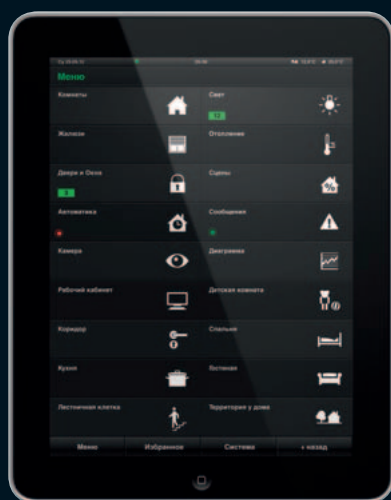 Меню
Комнаты
Свет
12
Жалюзи
Отопление
Двери и Окна
3
Сцены
Автоматика
Сообщения
Камера
Диаграмма
Рабочий кабинет
Детская комната
Коридор
Спальня
Кухня
Гостиная
Лестничная клетка
Территория у дома
Меню Избранное Система < назад